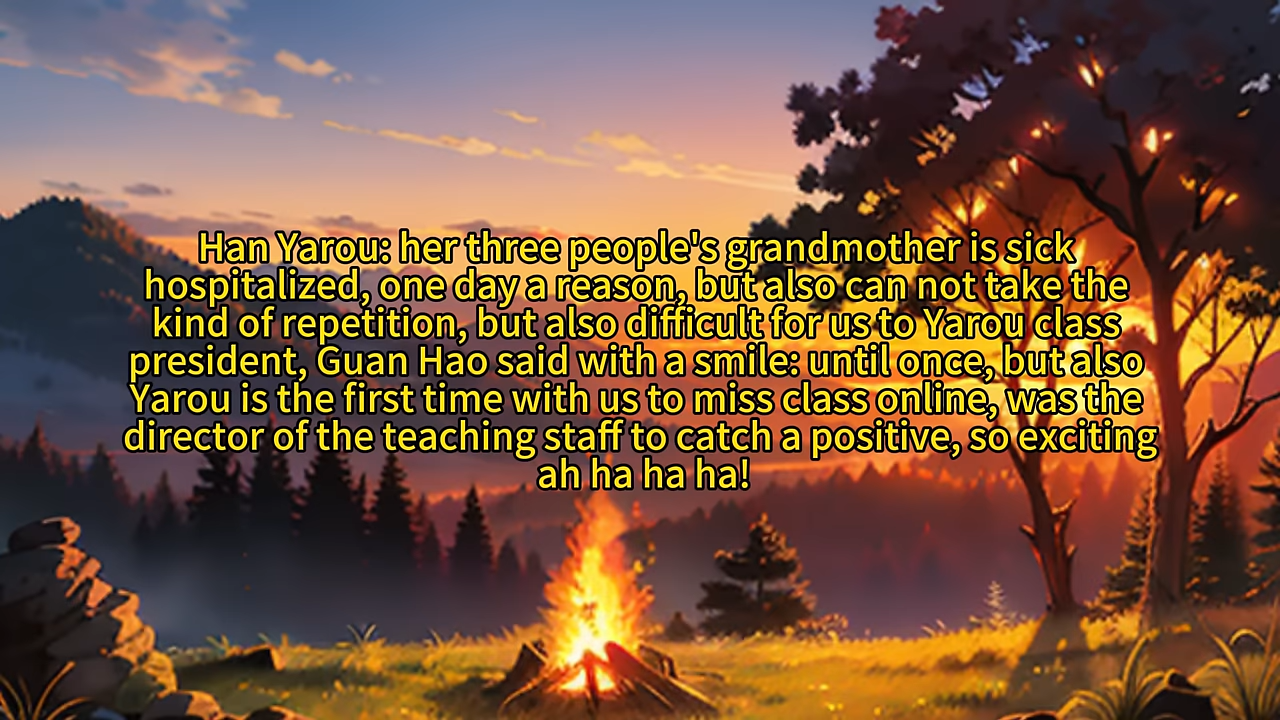 Han Yarou: her three people's grandmother is sick
hospitalized, one day a reason, but also can not take the
kind of repetition, but also difficult for us to Yarou class
president, Guan Hao said with a smile: until once, but also
Yarou is the first time with us to miss class online, was the
director of the teaching staff to catch a positive, so exciting
ah ha ha ha!